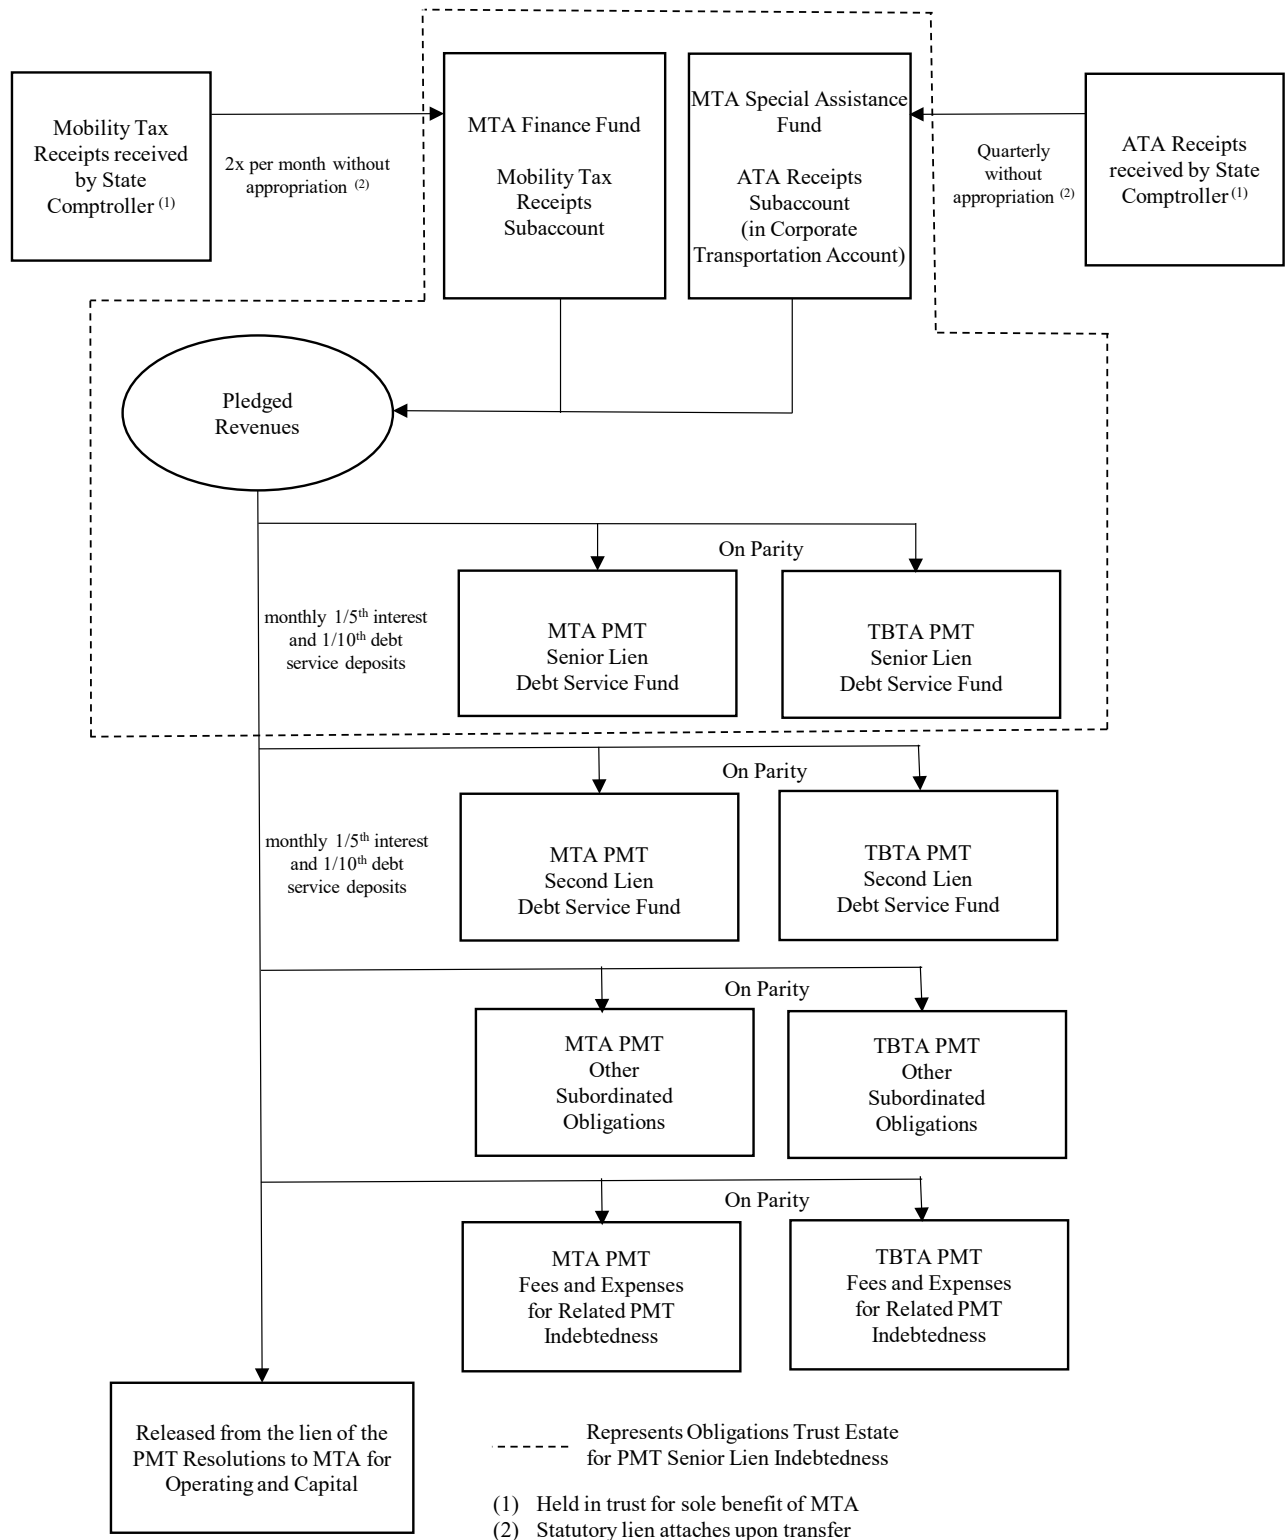 Mobility Tax
Receipts received
by State
Comptroller (1)
2x per month without
appropriation (2)
MTA Finance Fund
Mobility Tax
Receipts
Subaccount
MTA Special Assistance
Fund
ATA Receipts
Subaccount
(in Corporate
Transportation Account)
Quarterly
without
appropriation (2)
ATA Receipts
received by State
Comptroller (1)
Pledged
Revenues
On Parity
monthly 1/5th interest
and 1/10th debt
service deposits
MTA PMT
Senior Lien
Debt Service Fund
TBTA PMT
Senior Lien
Debt Service Fund
On Parity
monthly 1/5th interest
and 1/10th debt
service deposits
MTA PMT
Second Lien
Debt Service Fund
TBTA PMT
Second Lien
Debt Service Fund
On Parity
MTA PMT
Other
Subordinated
Obligations
TBTA PMT
Other
Subordinated
Obligations
On Parity
MTA PMT
Fees and Expenses
for Related PMT
Indebtedness
TBTA PMT
Fees and Expenses
for Related PMT
Indebtedness
Released from the lien of the
PMT Resolutions to MTA for
Operating and Capital
Represents Obligations Trust Estate
for PMT Senior Lien Indebtedness
(1) Held in trust for sole benefit of MTA
(2) Statutory lien attaches upon transfer